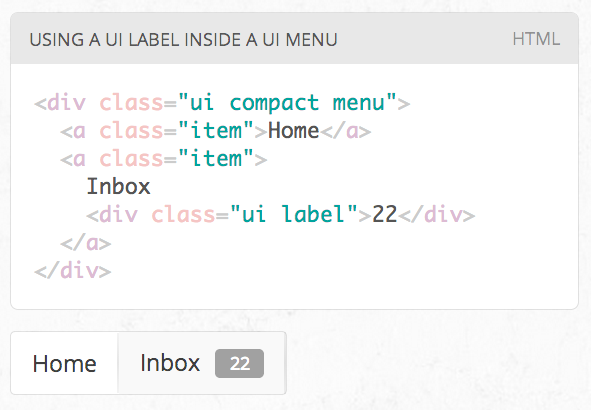 USING A UI LABEL INSIDE A UI MENU HTML
<div class="ui compact menu">
  <a class="item">Home</a>
  <a class="item">
    Inbox
    <div class="ui label">22</div>
  </a>
</div>
Home Inbox 22